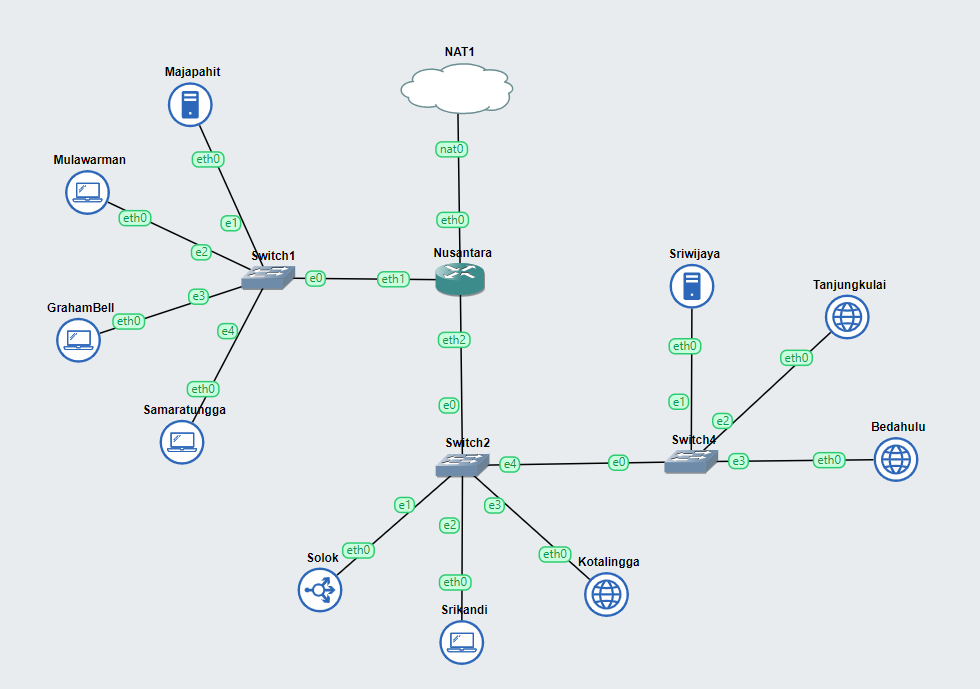 NAT1
Majapahit
nat0
eth0
Mulawarman
eth0
eth0
e1
e2
Switch1
Nusantara
Sriwijaya
e0
eth1
Tanjungkulai
e3
GrahamBell
eth0
e4
eth2
eth0
eth0
eth0
Samaratungga
e0
e1
e2
Switch2
Switch4
Bedahulu
e4
e0
e3
eth0
e1
e3
e2
eth0
Solok
eth0
Kotalingga
eth0
Srikandi